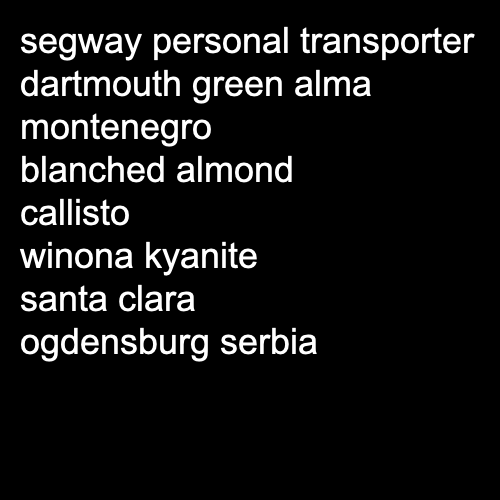 segway personal transporter
dartmouth green alma
montenegro
blanched almond
callisto
winona kyanite
santa clara
ogdensburg serbia